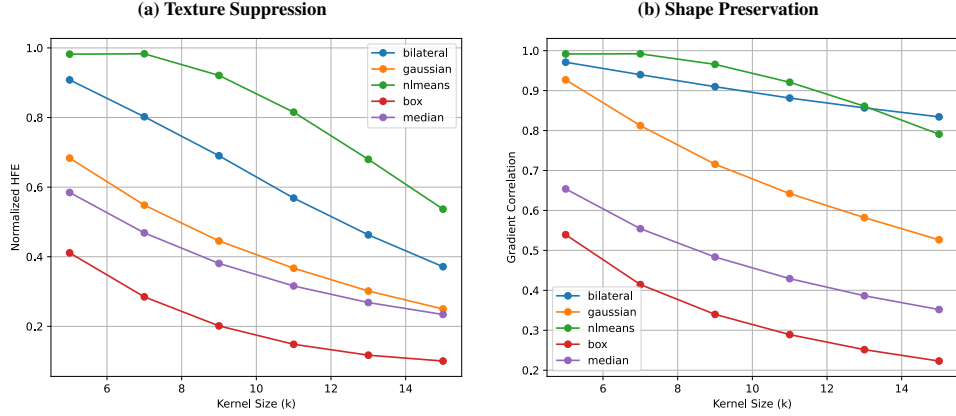 (a) Texture Suppression
1.0
0.8
0.6
0.4
0.2
Normalized HFE
6 8 10 12 14
Kernel Size (k)
bilateral
gaussian
nlmeans
box
median
(b) Shape Preservation
1.0
0.9
0.8
0.7
0.6
0.5
0.4
0.3
0.2
Gradient Correlation
6 8 10 12 14
Kernel Size (k)
bilateral
gaussian
nlmeans
box
median